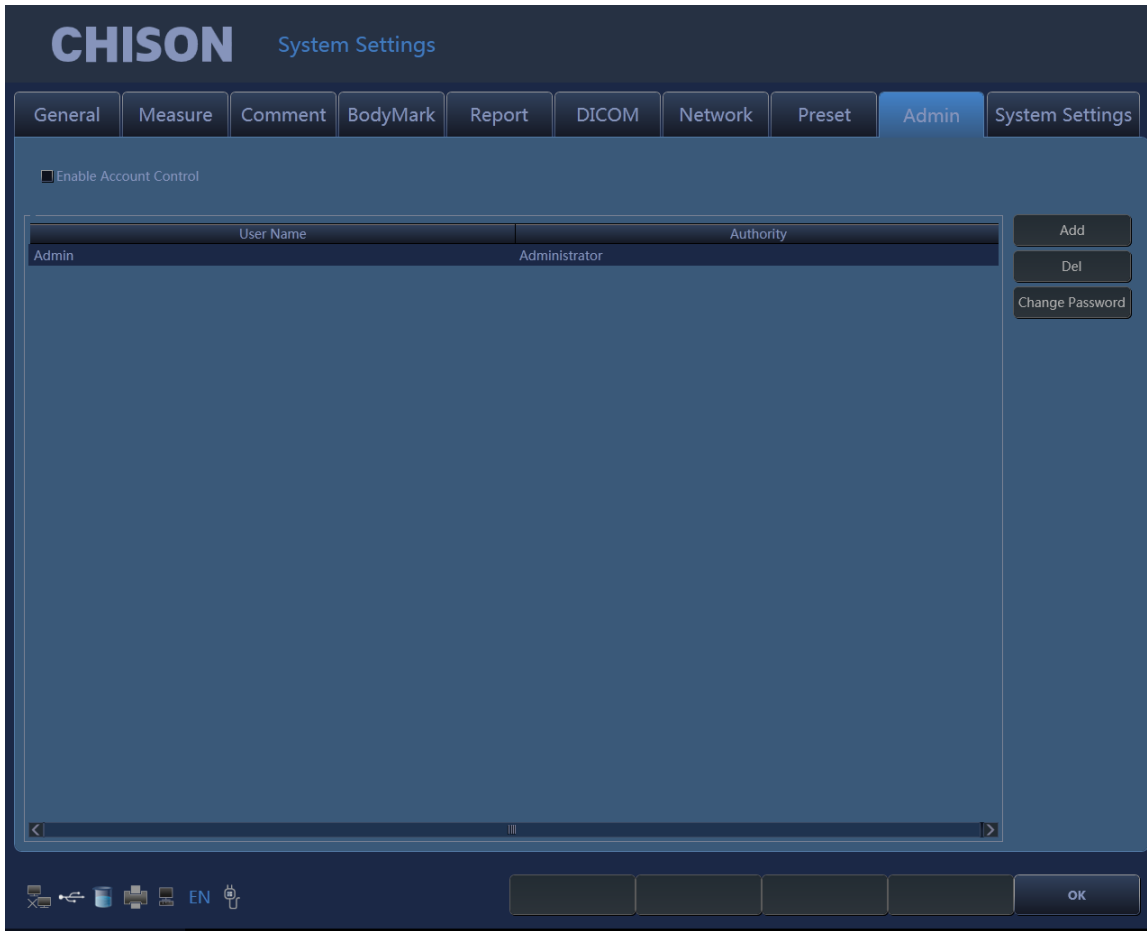 CHISON System Settings
General Measure Comment BodyMark Report DICOM Network Preset Admin System Settings
Enable Account Control
User Name Authority
Add
Admin Administrator
Del
Change Password
EN
OK